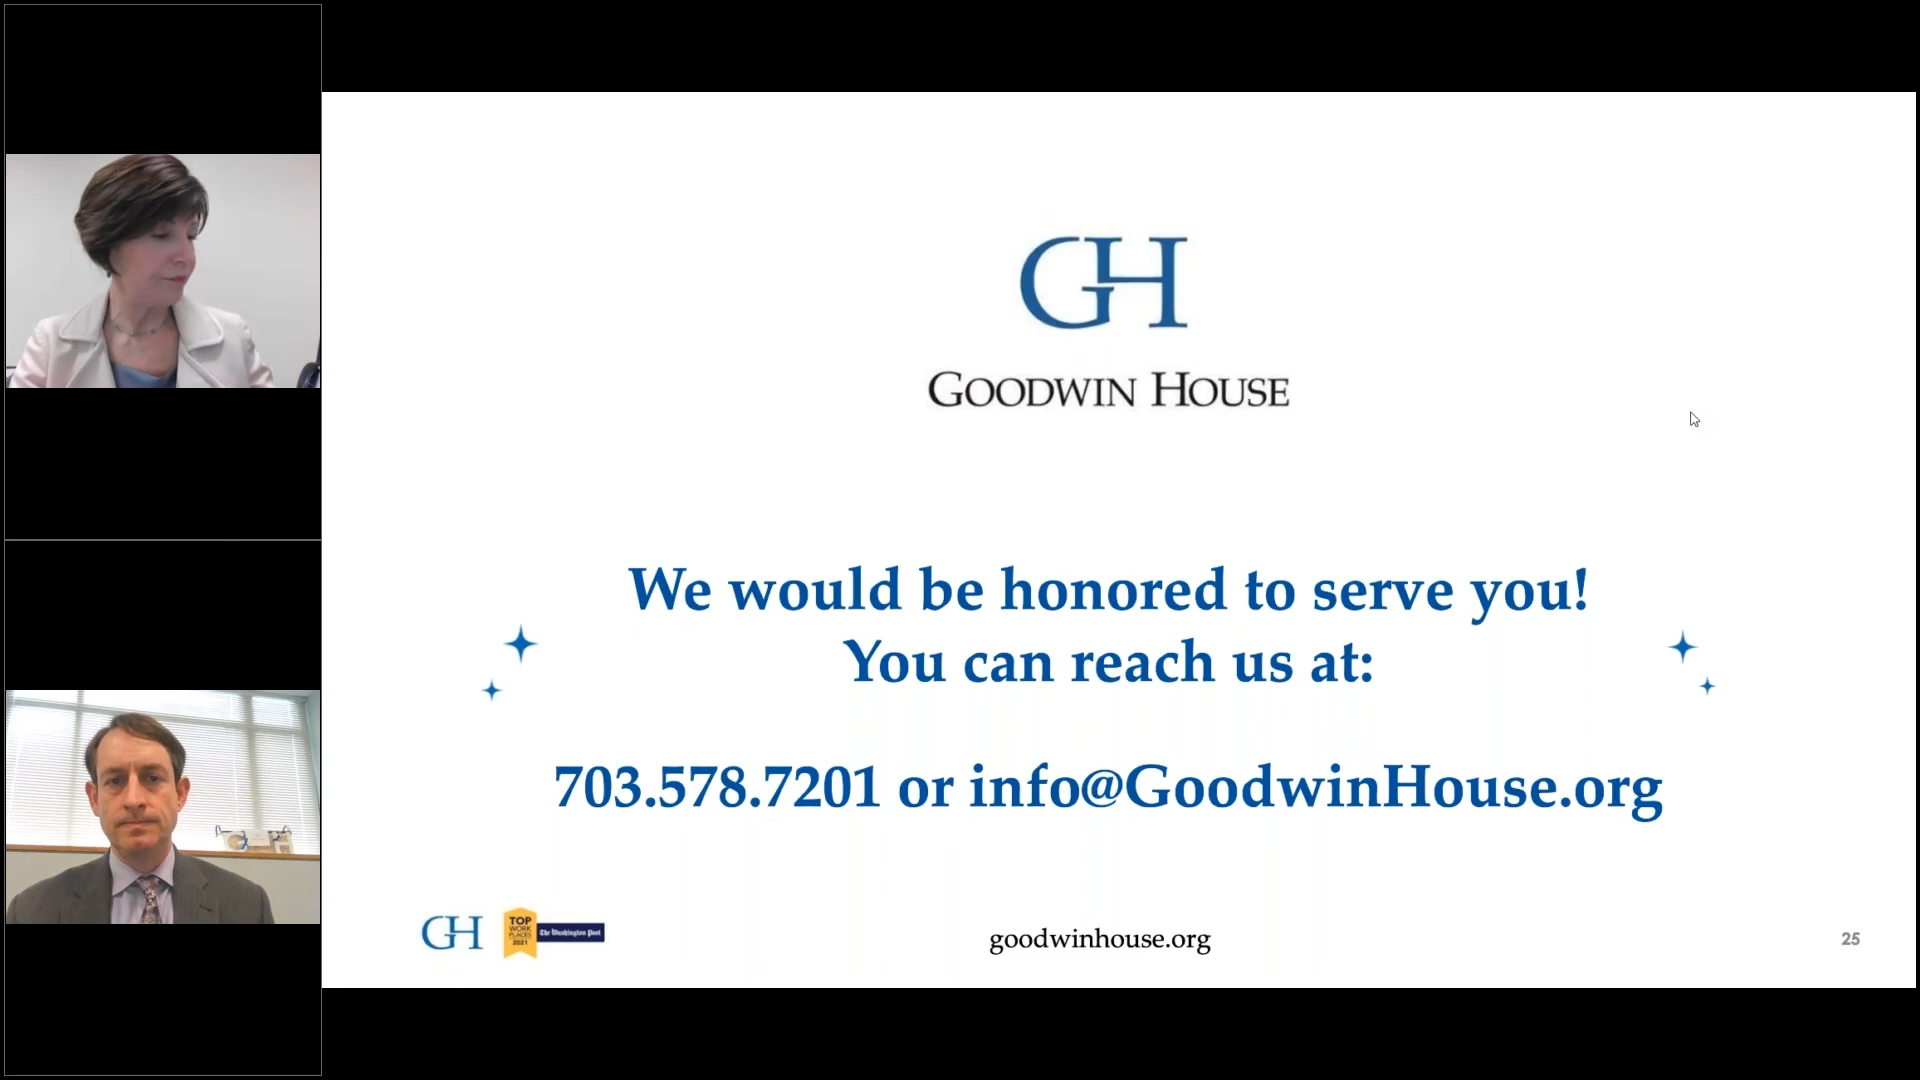 GH
GOODWIN HOUSE
We would be honored to serve you!
You can reach us at:
703.578.7201 or info@GoodwinHouse.org
GH
TOP
WORK
PLACES
2021
The Washington Post
goodwinhouse.org
25